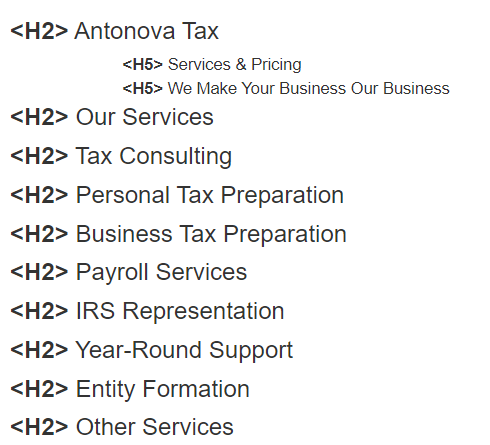 <H2> Antonova Tax
<H5> Services & Pricing
<H5> We Make Your Business Our Business
<H2> Our Services
<H2> Tax Consulting
<H2> Personal Tax Preparation
<H2> Business Tax Preparation
<H2> Payroll Services
<H2> IRS Representation
<H2> Year-Round Support
<H2> Entity Formation
<H2> Other Services